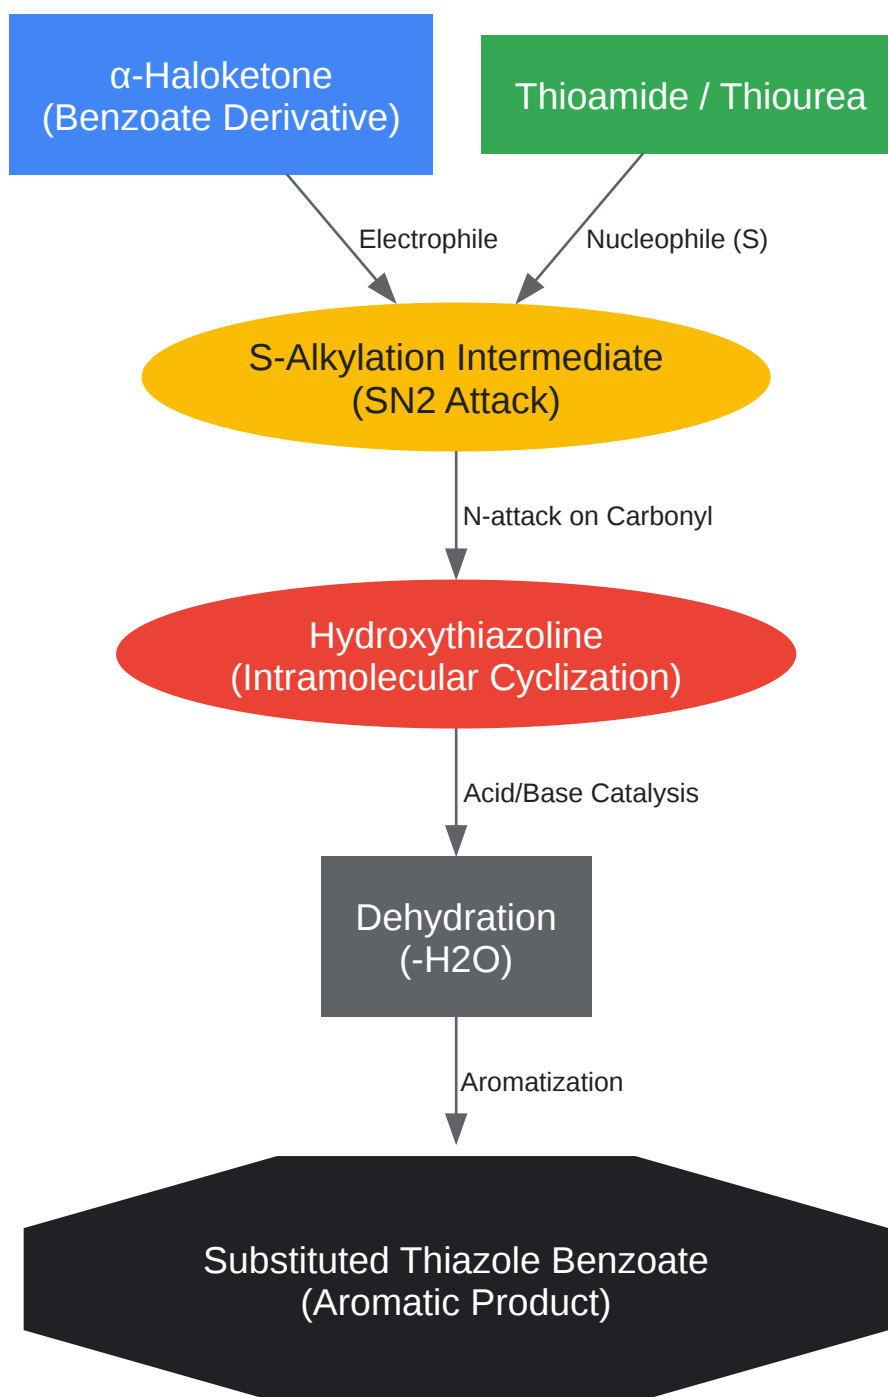 α-Haloketone
(Benzoate Derivative)
Thioamide / Thiourea
Electrophile
Nucleophile (S)
S-Alkylation Intermediate
(SN2 Attack)
N-attack on Carbonyl
Hydroxythiazoline
(Intramolecular Cyclization)
Acid/Base Catalysis
Dehydration
(-H2O)
Aromatization
Substituted Thiazole Benzoate
(Aromatic Product)